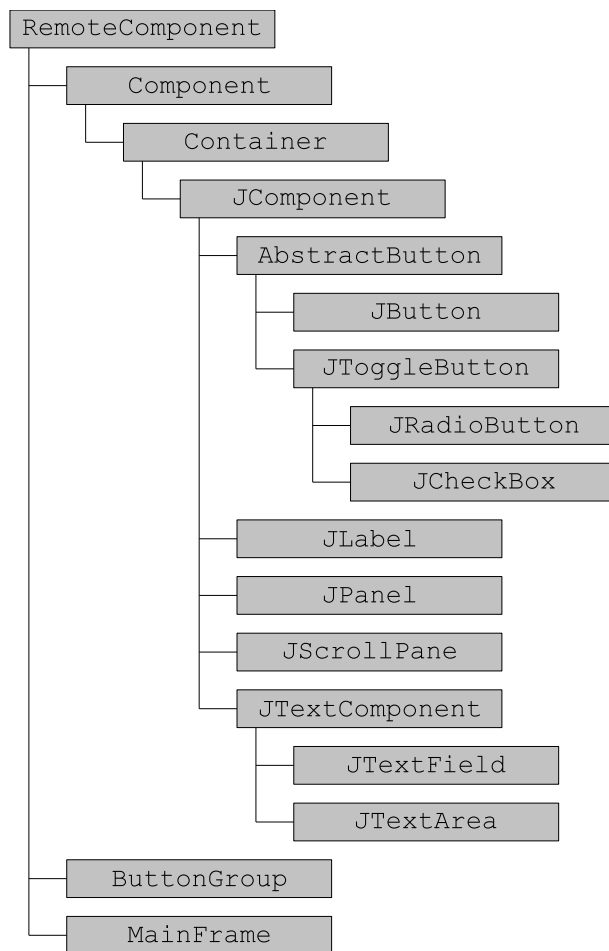 RemoteComponent
Component
Container
JComponent
AbstractButton
JButton
JToggleButton
JRadioButton
JCheckBox
JLabel
JPanel
JScrollPane
JTextComponent
JTextField
JTextArea
ButtonGroup
MainFrame